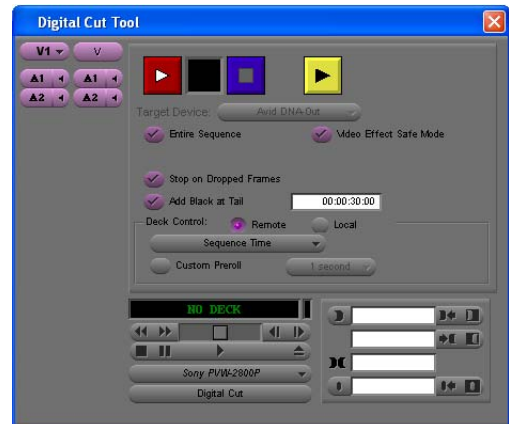 Digital Cut Tool
V1 V
A1 A1
A2 A2
Target Device: Avid DNA-Out
Entire Sequence Video Effect Safe Mode
Stop on Dropped Frames
Add Black at Tail 00:00:30:00
Deck Control: Remote Local
Sequence Time
Custom Preroll 1 second
NO DECK
Sony PVW-2800P
Digital Cut